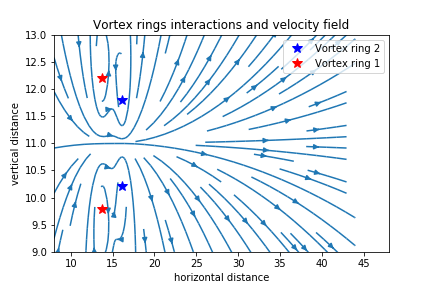 Vortex rings interactions and velocity field
Vortex ring 2
Vortex ring 1
vertical distance
13.0
12.5
12.0
11.5
11.0
10.5
10.0
9.5
9.0
10 15 20 25 30 35 40 45
horizontal distance